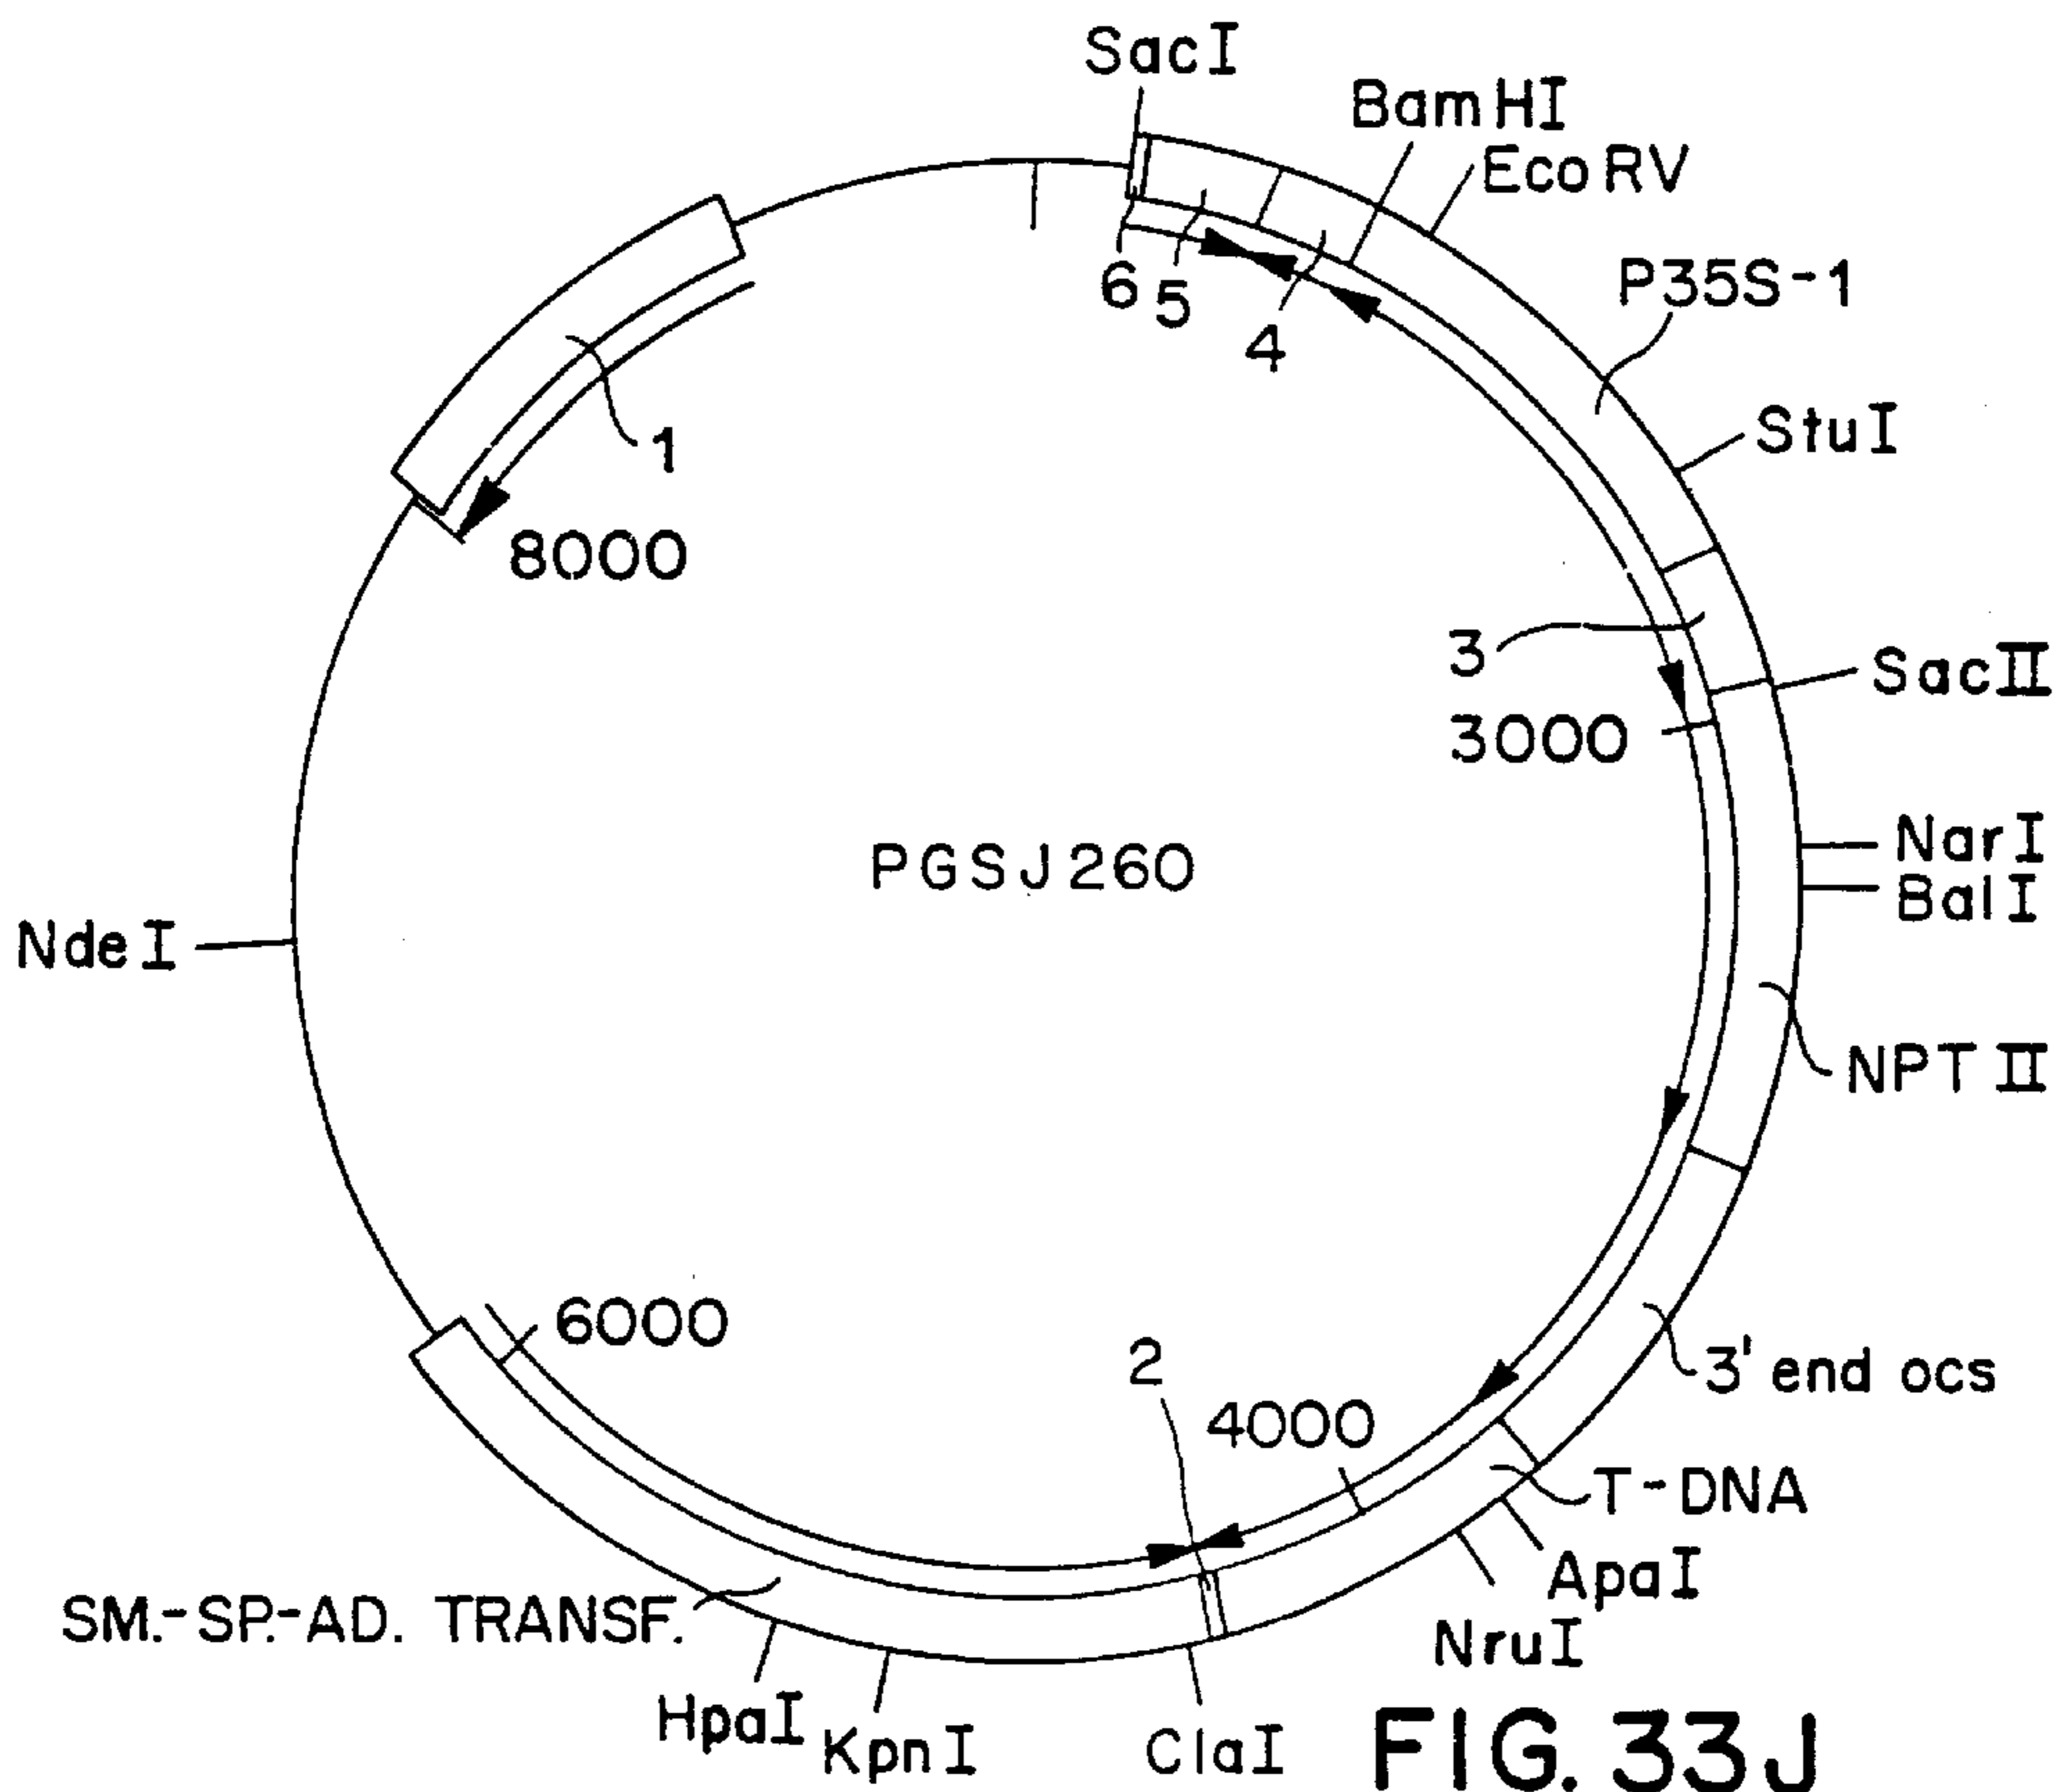 SacI
BamHI
EcoRV
P35S-1
StuI
6
5
4
1
8000
3
SacII
3000
PGSJ260
NarI
BalI
NdeI
NPT II
6000
2
4000
3' end ocs
T-DNA
ApaI
NruI
SM.-SP.-AD. TRANSF.
HpaI
KpnI
ClaI
FIG. 33J